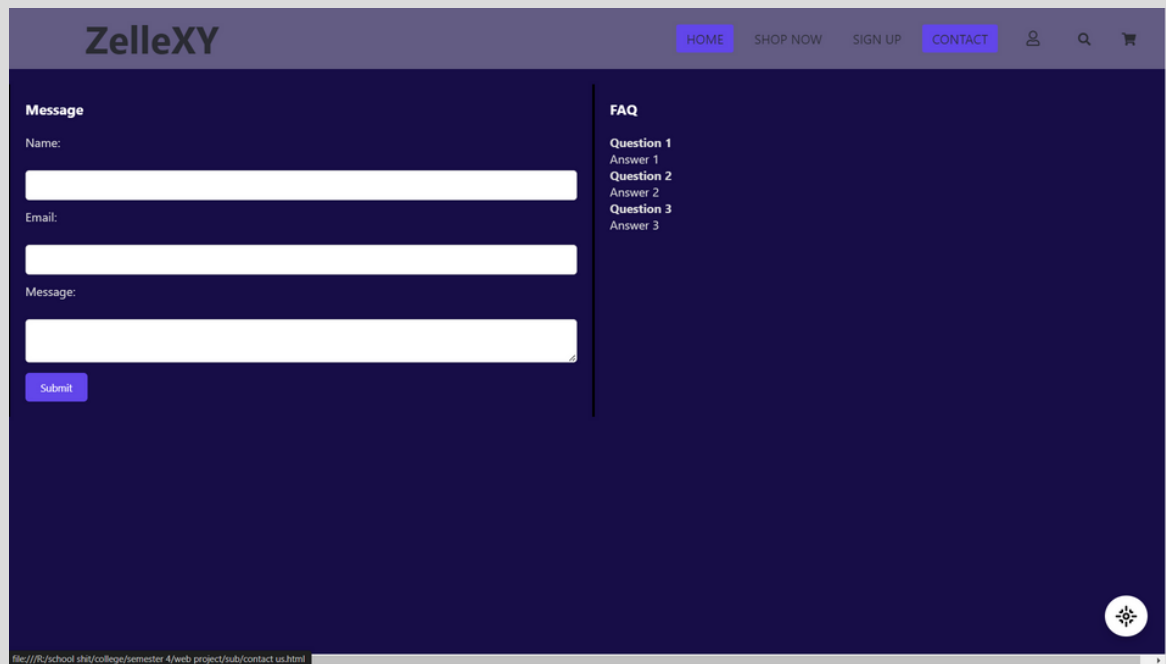 ZelleXY
HOME SHOP NOW SIGN UP CONTACT
Message
Name:
Email:
Message:
Submit
FAQ
Question 1
Answer 1
Question 2
Answer 2
Question 3
Answer 3
file:///R:/school shit/college/semester 4/web project/sub/contact us.html